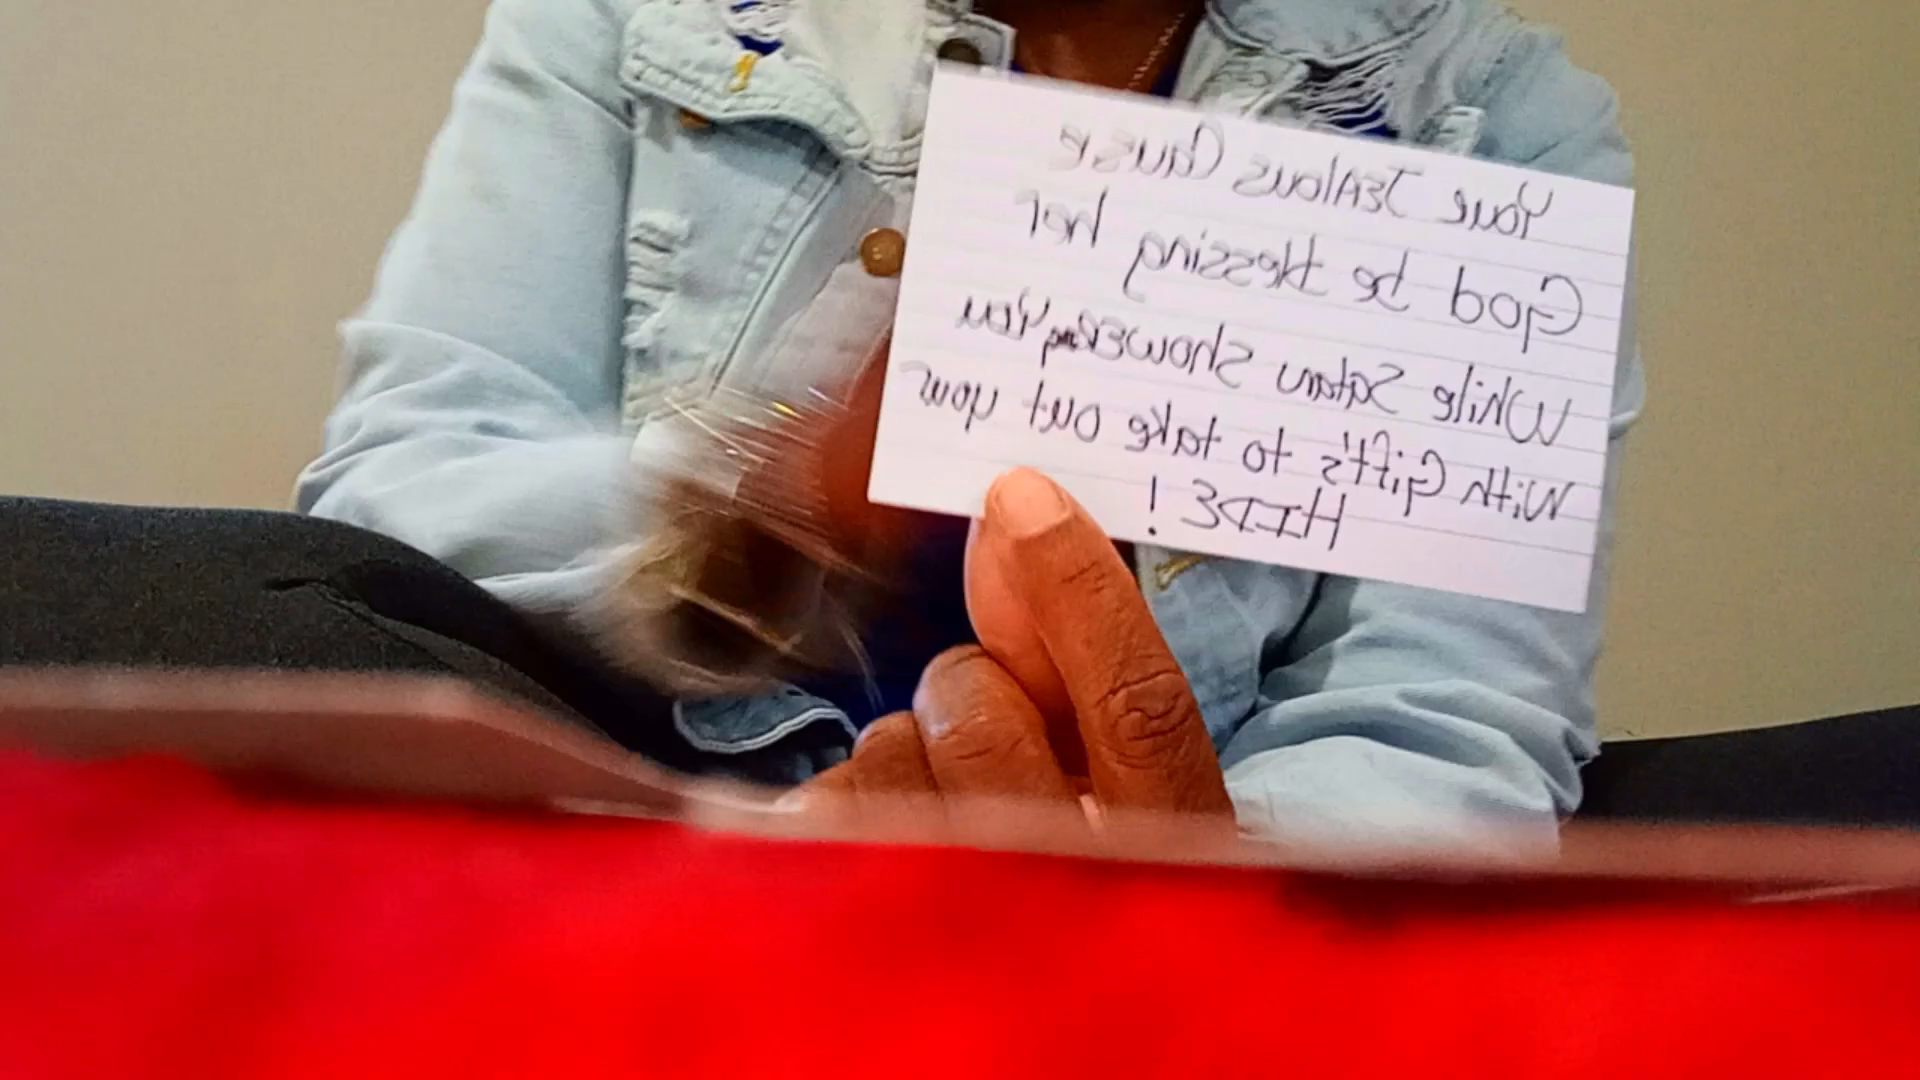 Your JEAlous Cause
God be blessing her
While Satan showERing You
With Gift's to take out your
HIDE!